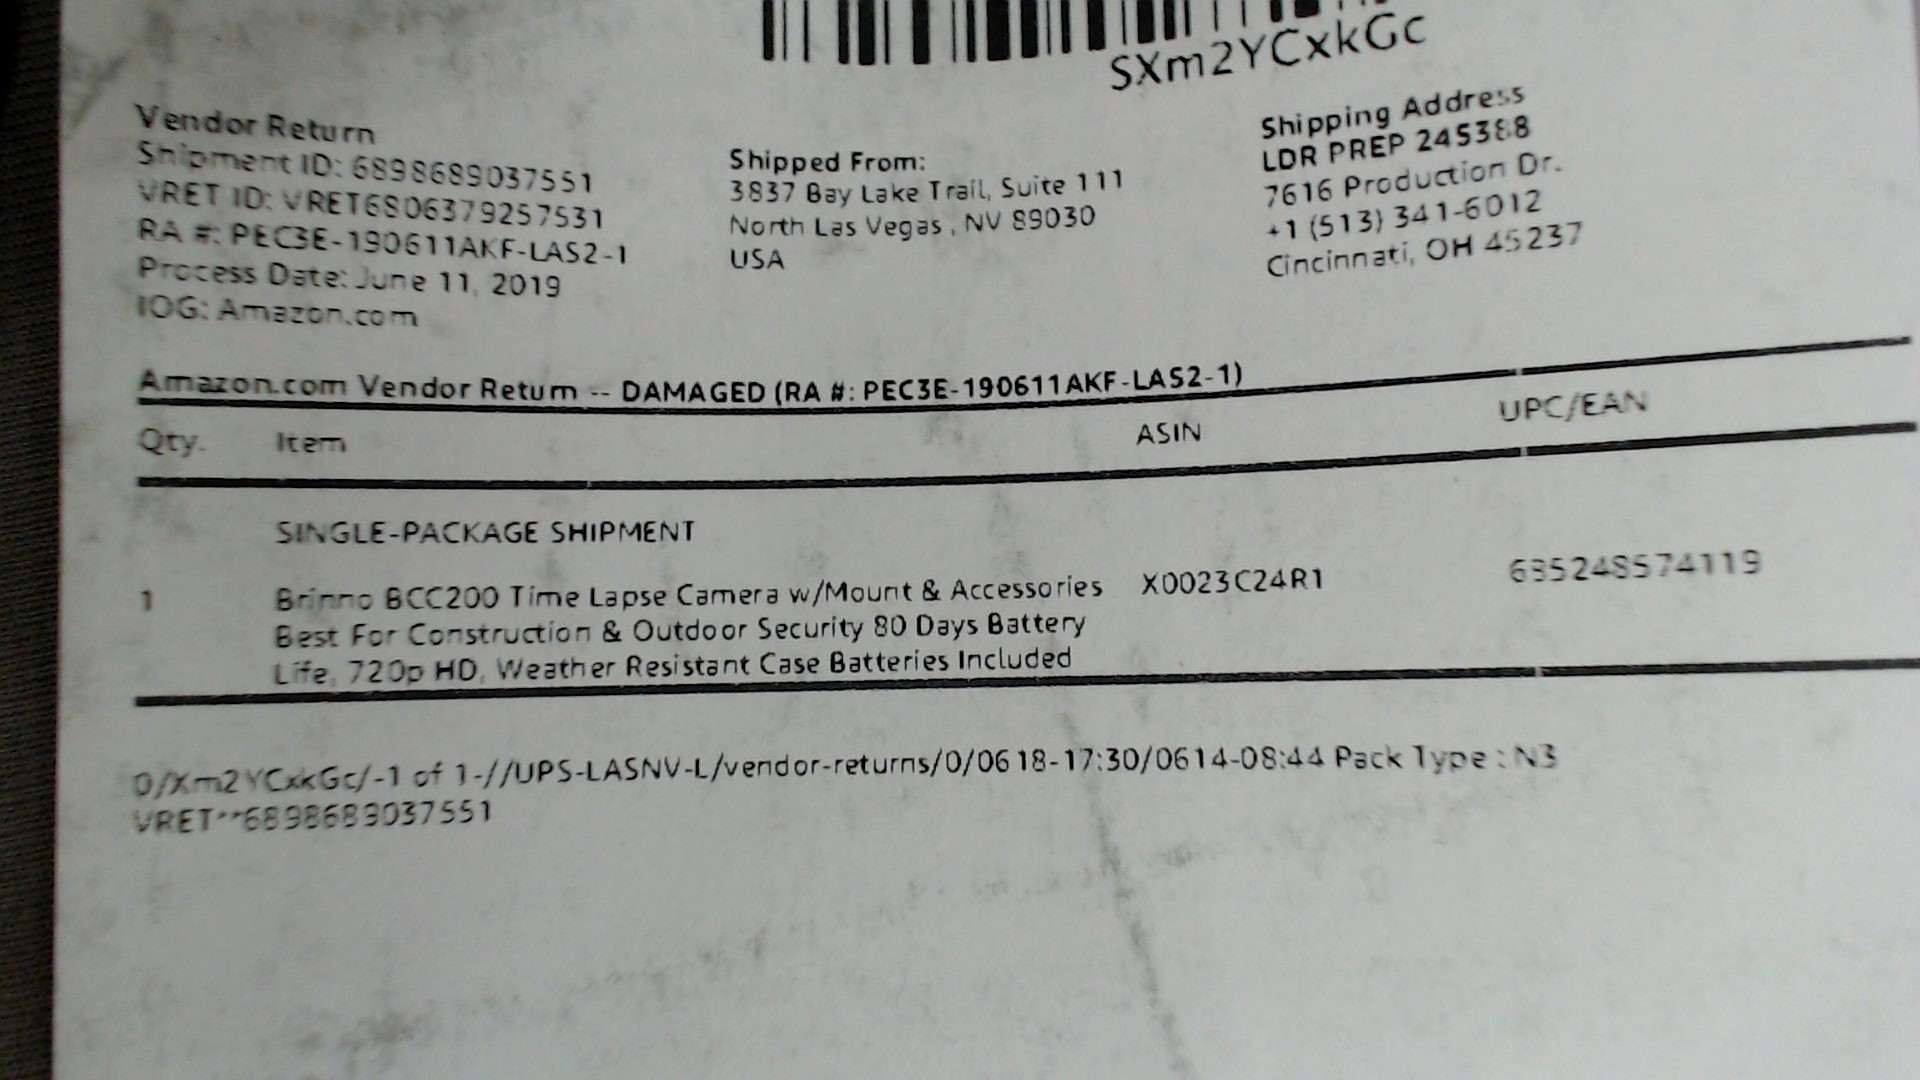 SXm2YCxkGc
Vendor Return
Shipment ID: 6898689037551
VRET ID: VRET6806379257531
RA #: PEC3E-190611AKF-LAS2-1
Process Date: June 11, 2019
IOG: Amazon.com
Shipped From:
3837 Bay Lake Trail, Suite 111
North Las Vegas , NV 89030
USA
Shipping Address
LDR PREP 245388
7616 Production Dr.
+1 (513) 341-6012
Cincinnati, OH 45237
Amazon.com Vendor Return -- DAMAGED (RA #: PEC3E-190611AKF-LAS2-1)
Qty. Item ASIN UPC/EAN
SINGLE-PACKAGE SHIPMENT
1 Brinno BCC200 Time Lapse Camera w/Mount & Accessories X0023C24R1
Best For Construction & Outdoor Security 80 Days Battery
Life, 720p HD, Weather Resistant Case Batteries Included
0/Xm2YCxkGc/-1 of 1-//UPS-LASNV-L/vendor-returns/0/0618-17:30/0614-08:44 Pack Type : N3
VRET**6898689037551